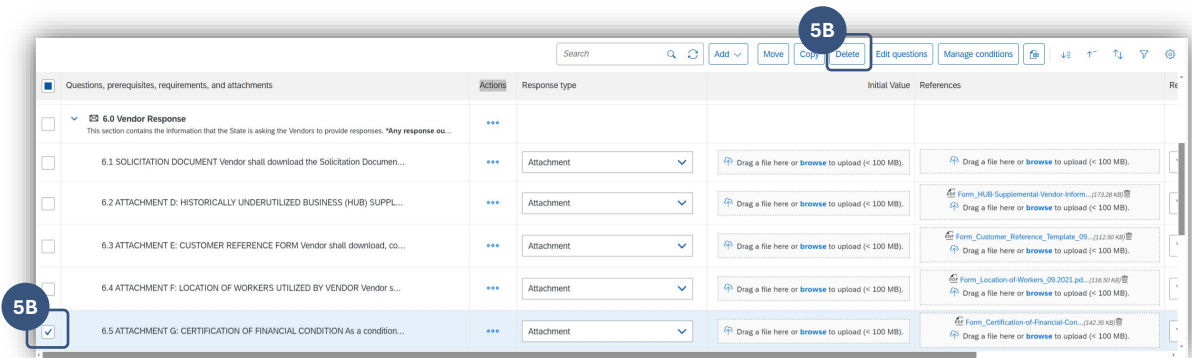 5B
Search
Add
Move
Copy
Delete
Edit questions
Manage conditions
Questions, prerequisites, requirements, and attachments
Actions
Response type
Initial Value
References
Re
6.0 Vendor Response
This section contains the information that the State is asking the Vendors to provide responses. *Any response ou...
6.1 SOLICITATION DOCUMENT Vendor shall download the Solicitation Documen...
Attachment
Drag a file here or browse to upload (< 100 MB).
Drag a file here or browse to upload (< 100 MB).
6.2 ATTACHMENT D: HISTORICALLY UNDERUTILIZED BUSINESS (HUB) SUPPL...
Attachment
Drag a file here or browse to upload (< 100 MB).
Form_HUB-Supplemental-Vendor-Inform...(173.28 KB)
Drag a file here or browse to upload (< 100 MB).
6.3 ATTACHMENT E: CUSTOMER REFERENCE FORM Vendor shall download, co...
Attachment
Drag a file here or browse to upload (< 100 MB).
Form_Customer_Reference_Template_09...(112.50 KB)
Drag a file here or browse to upload (< 100 MB).
6.4 ATTACHMENT F: LOCATION OF WORKERS UTILIZED BY VENDOR Vendor s...
Attachment
Drag a file here or browse to upload (< 100 MB).
Form_Location-of-Workers_09.2021.pd...(116.50 KB)
Drag a file here or browse to upload (< 100 MB).
5B
6.5 ATTACHMENT G: CERTIFICATION OF FINANCIAL CONDITION As a condition...
Attachment
Drag a file here or browse to upload (< 100 MB).
Form_Certification-of-Financial-Con...(142.35 KB)
Drag a file here or browse to upload (< 100 MB).